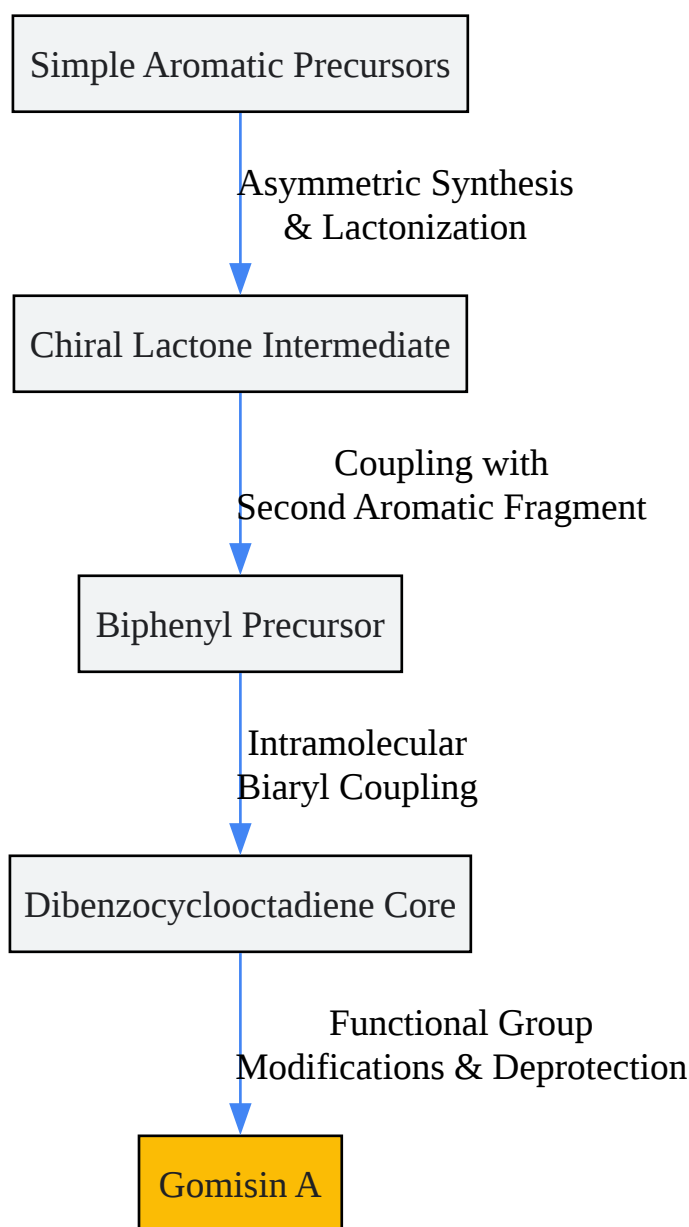 Simple Aromatic Precursors
Asymmetric Synthesis
& Lactonization
Chiral Lactone Intermediate
Coupling with
Second Aromatic Fragment
Biphenyl Precursor
Intramolecular
Biaryl Coupling
Dibenzocyclooctadiene Core
Functional Group
Modifications & Deprotection
Gomisin A